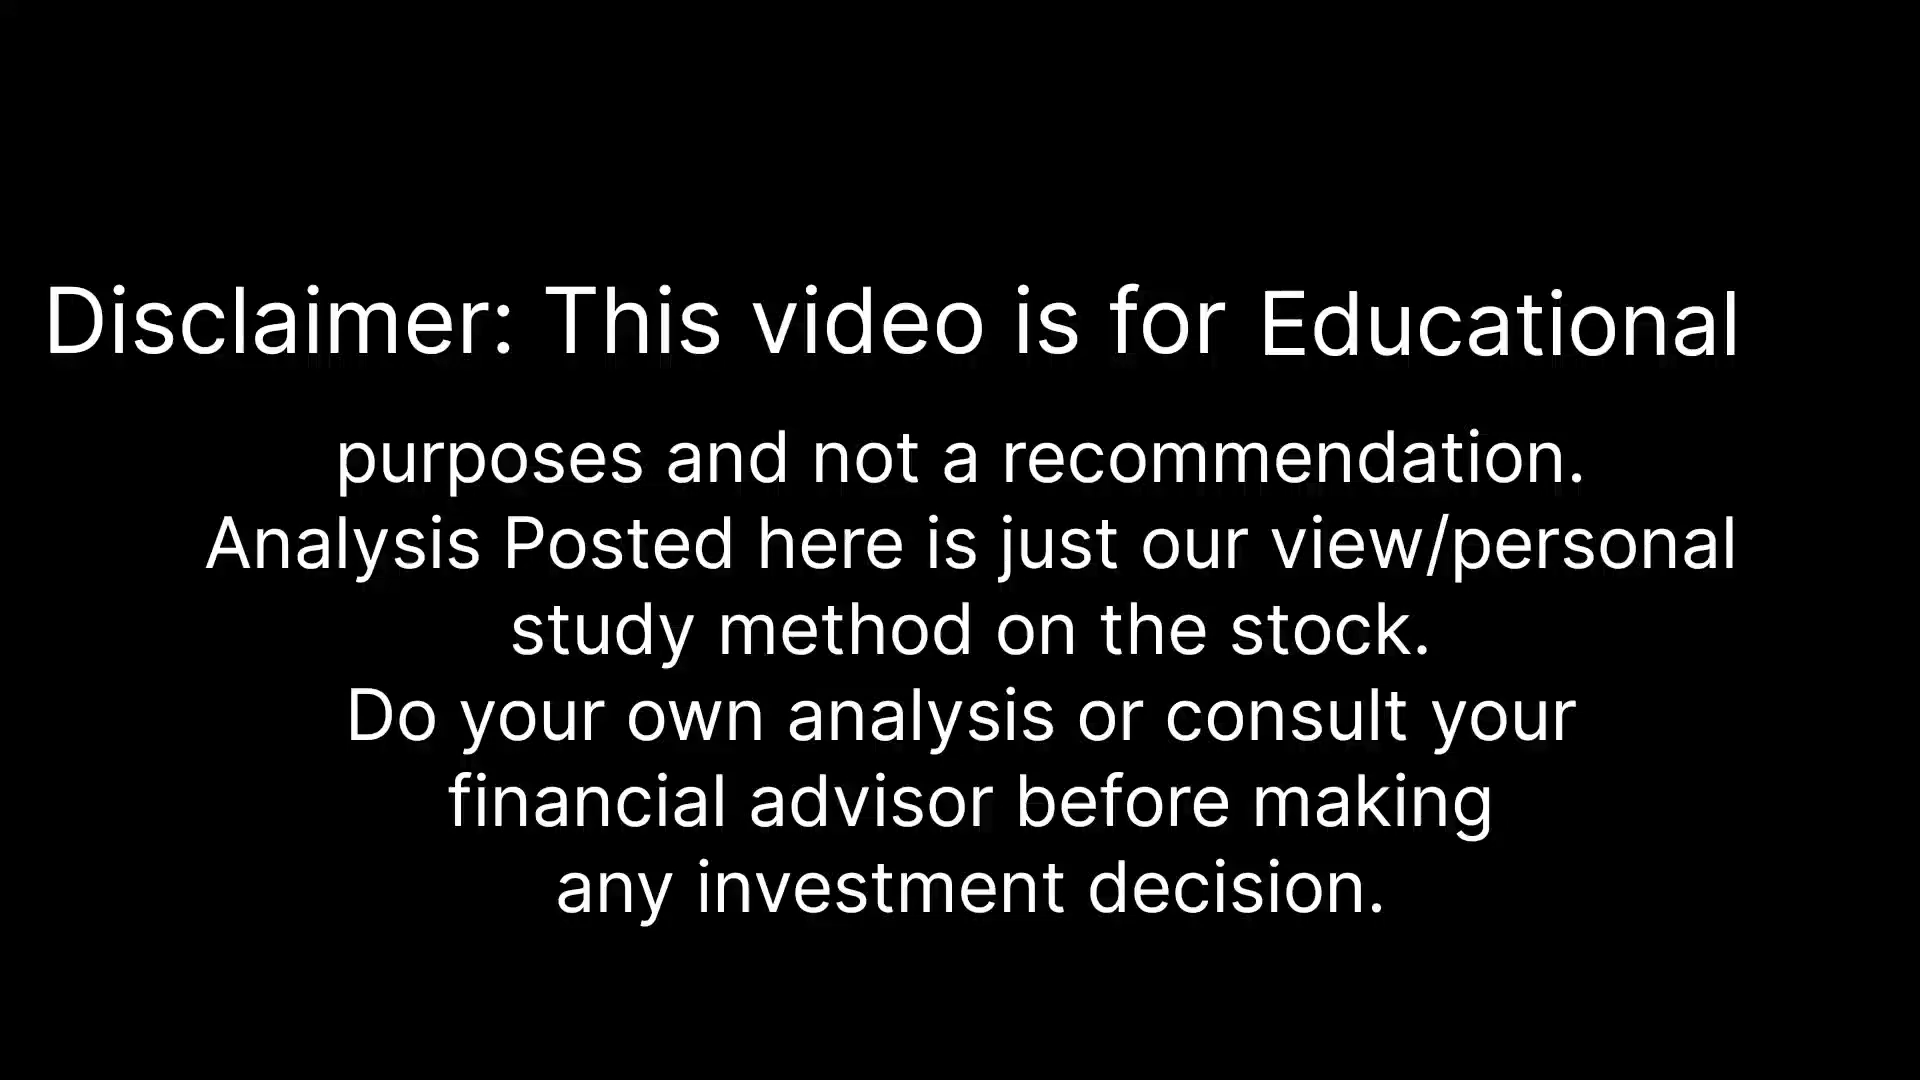 Disclaimer: This video is for Educational
purposes and not a recommendation.
Analysis Posted here is just our view/personal
study method on the stock.
Do your own analysis or consult your
financial advisor before making
any investment decision.